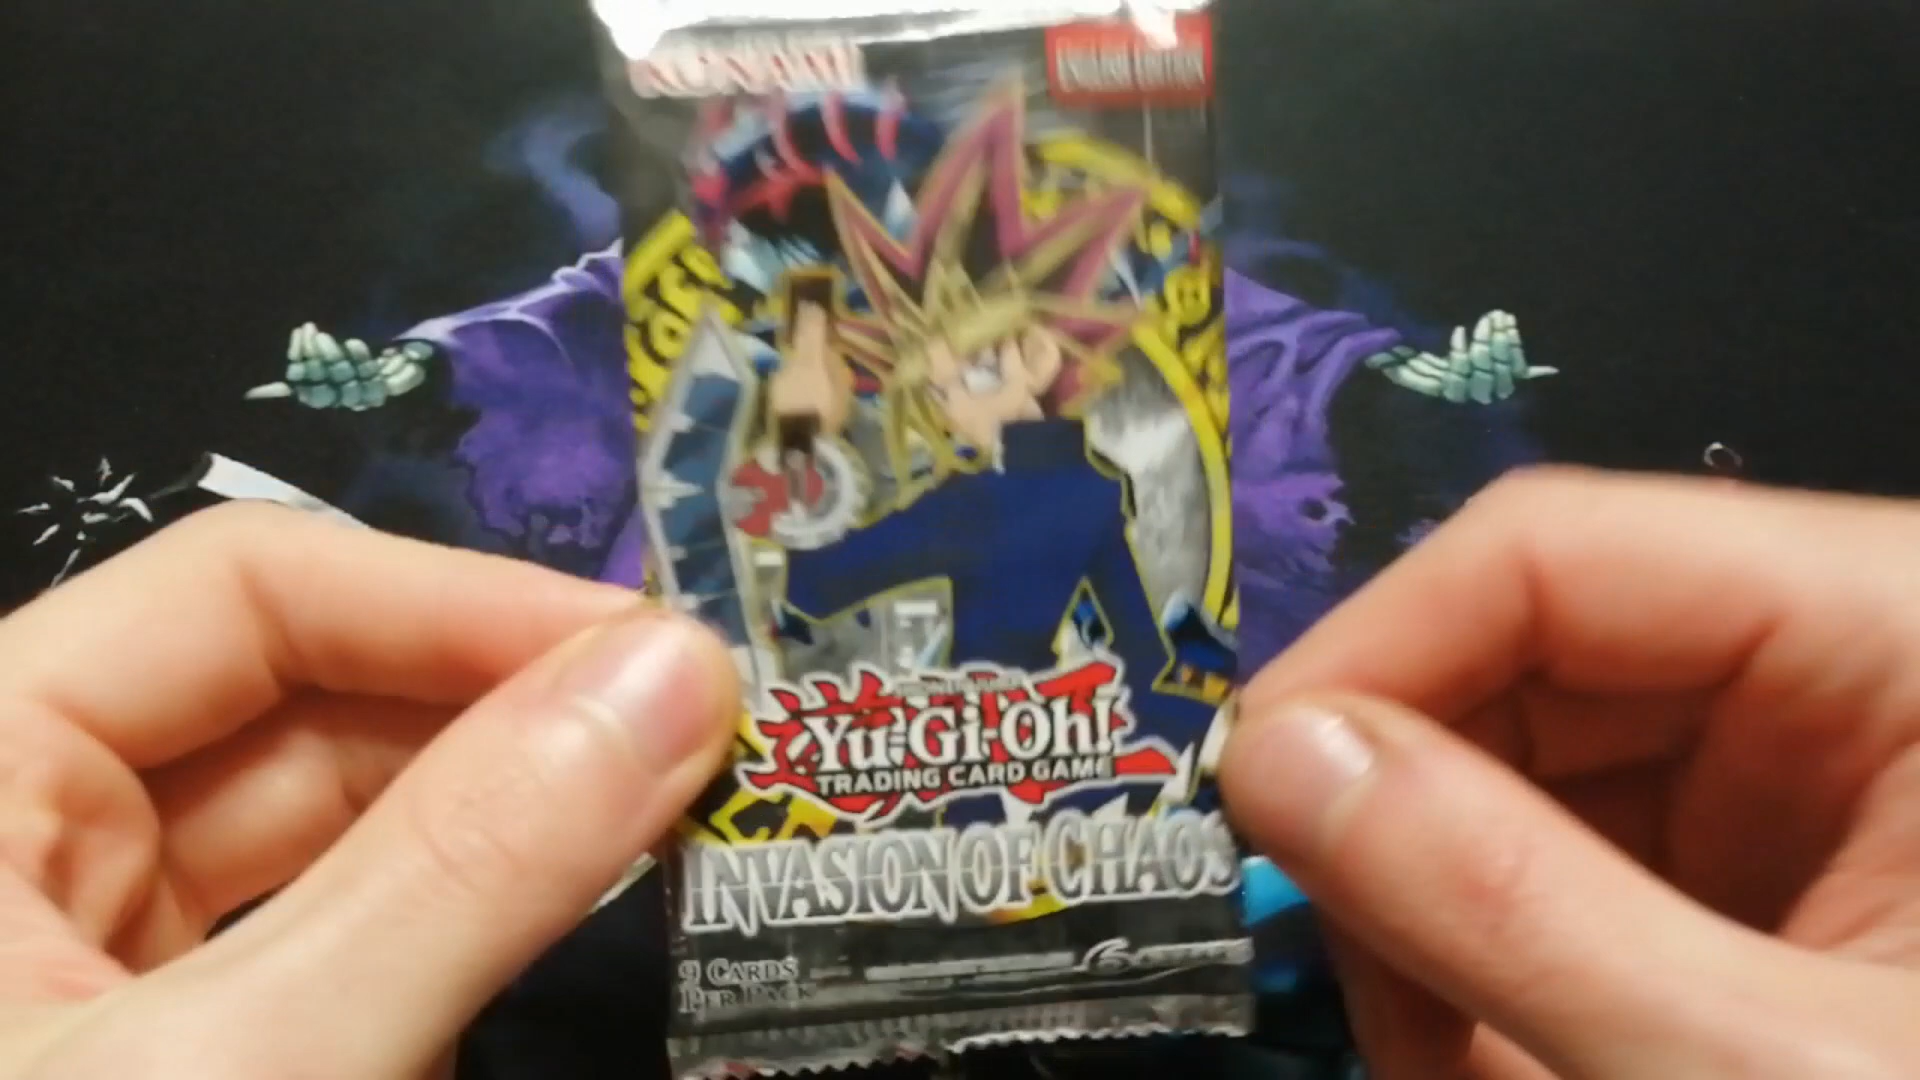 KONAMI
ENGLISH EDITION
Yu-Gi-Oh!
TRADING CARD GAME
INVASION OF CHAOS
9 CARDS
PER PACK